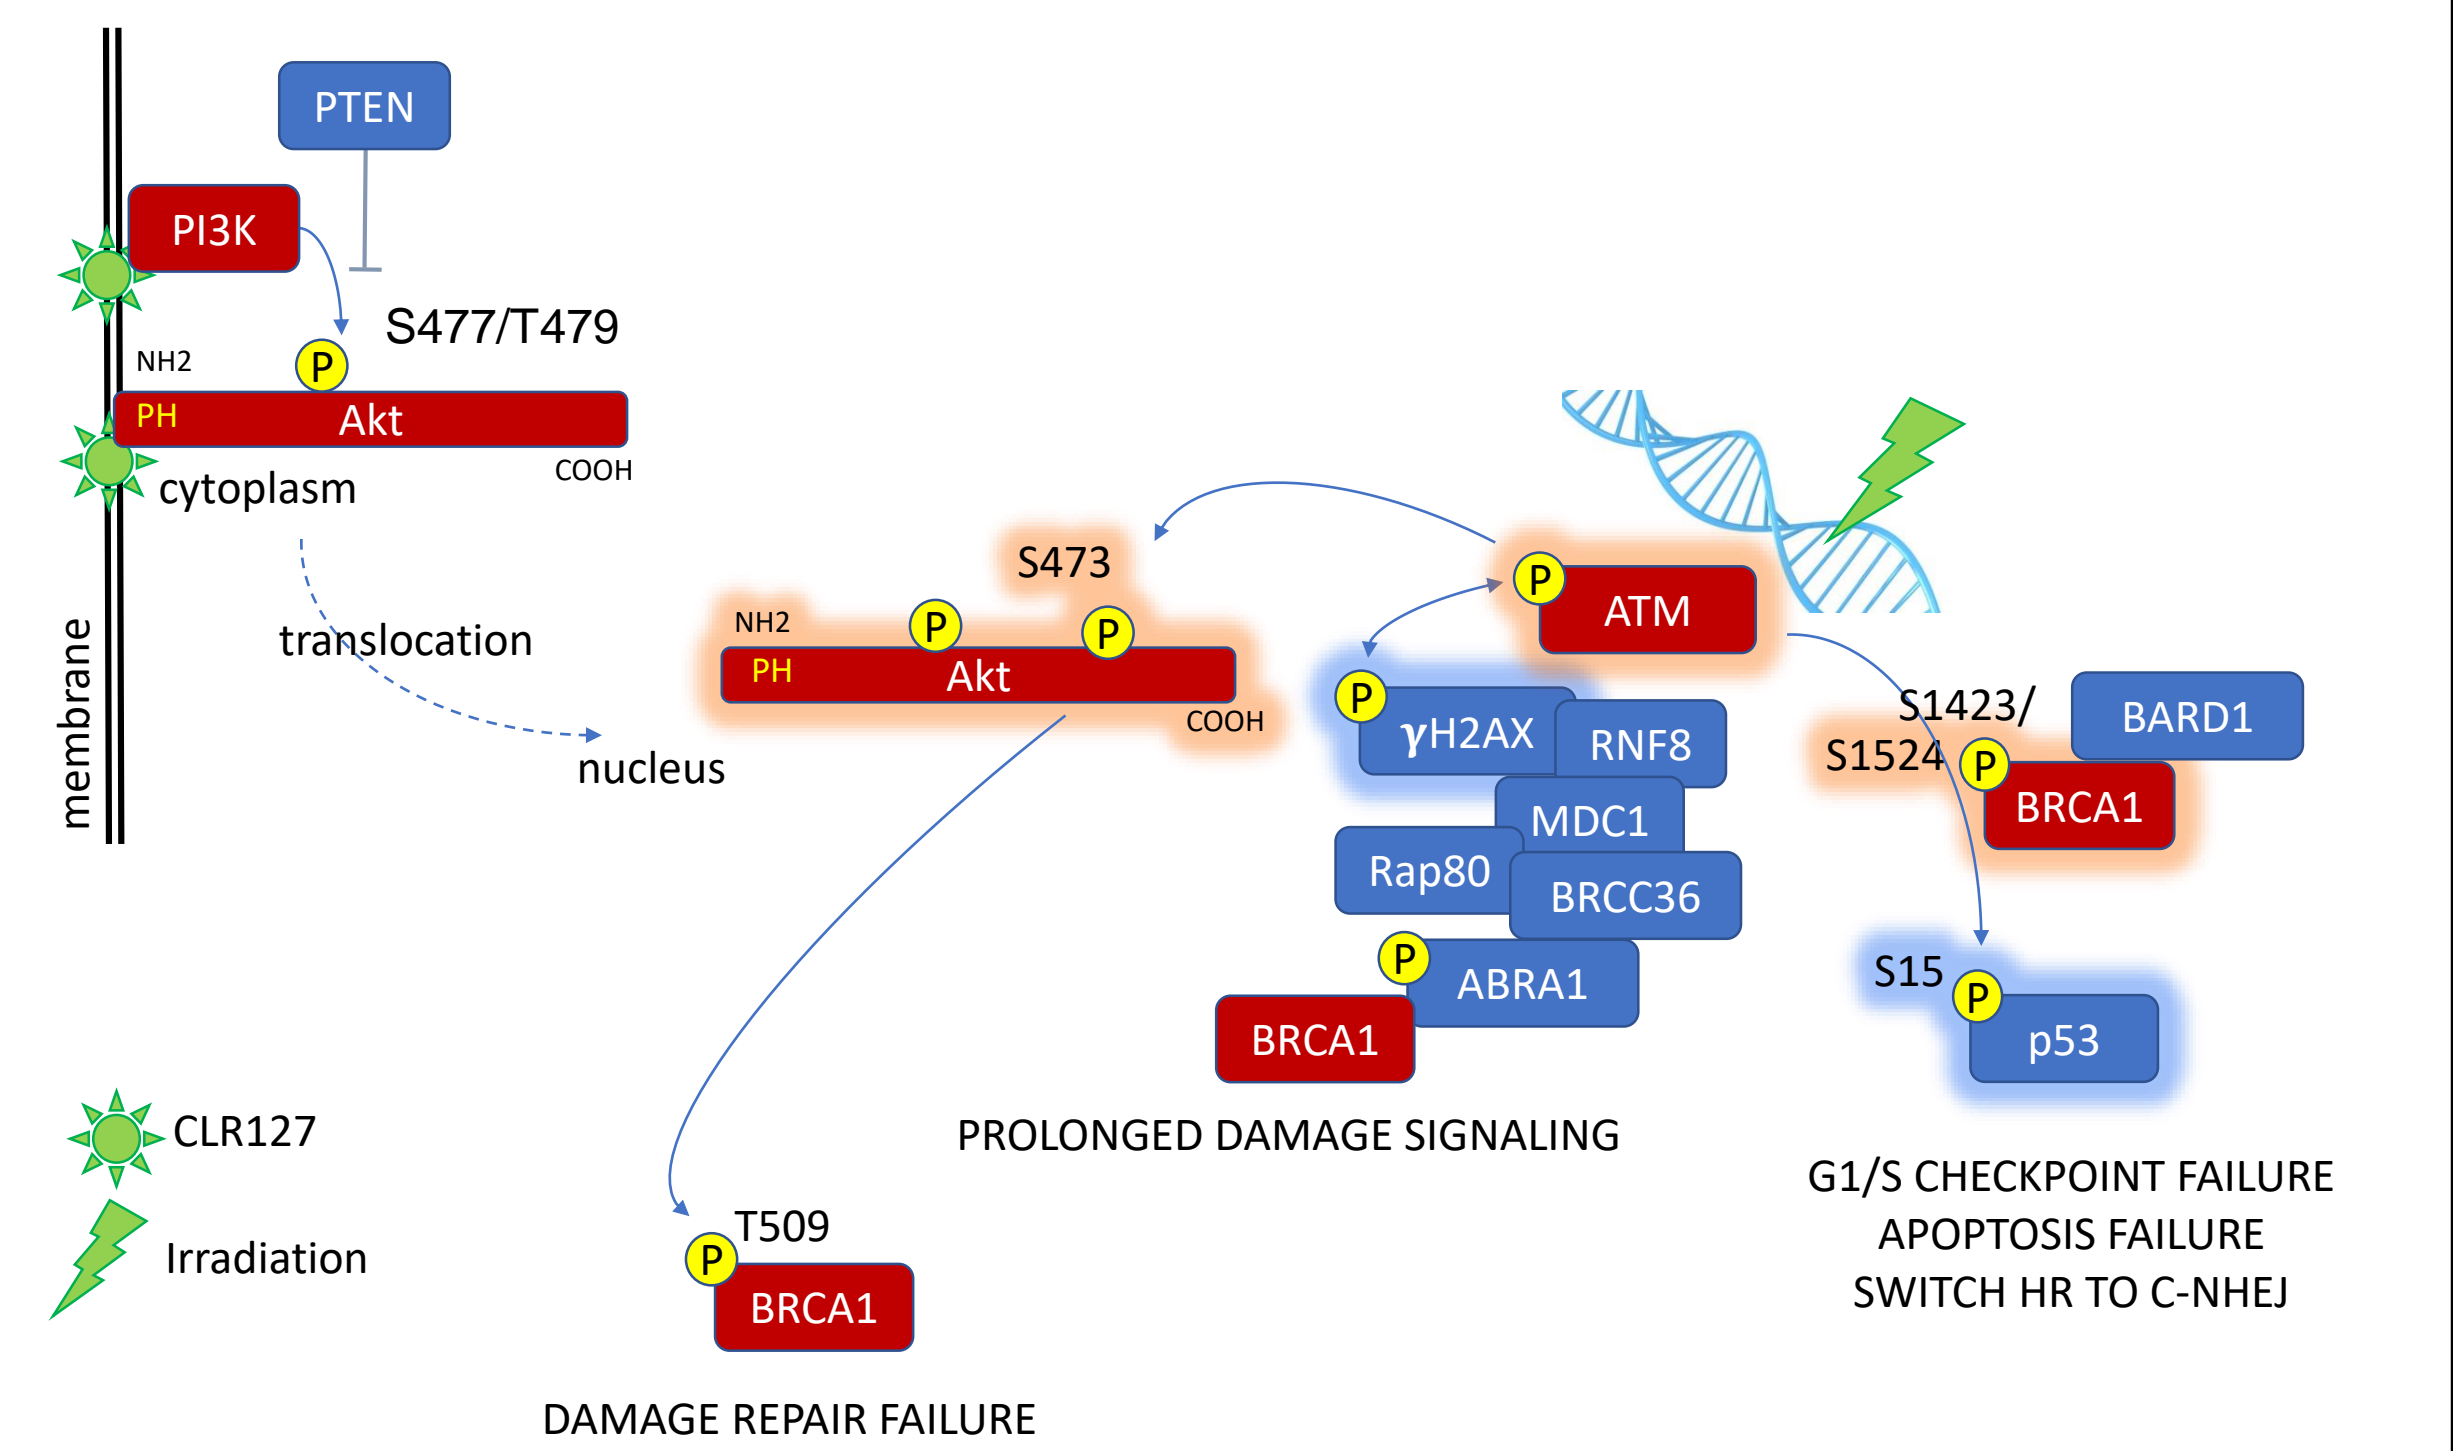 PTEN
PI3K
S477/T479
NH2
P
PH
Akt
COOH
cytoplasm
membrane
translocation
nucleus
S473
NH2
P
P
PH
Akt
COOH
P
ATM
P
γH2AX
RNF8
MDC1
Rap80
BRCC36
P
ABRA1
BRCA1
PROLONGED DAMAGE SIGNALING
S1423/
S1524
P
BARD1
BRCA1
S15
P
p53
G1/S CHECKPOINT FAILURE
APOPTOSIS FAILURE
SWITCH HR TO C-NHEJ
CLR127
Irradiation
T509
P
BRCA1
DAMAGE REPAIR FAILURE